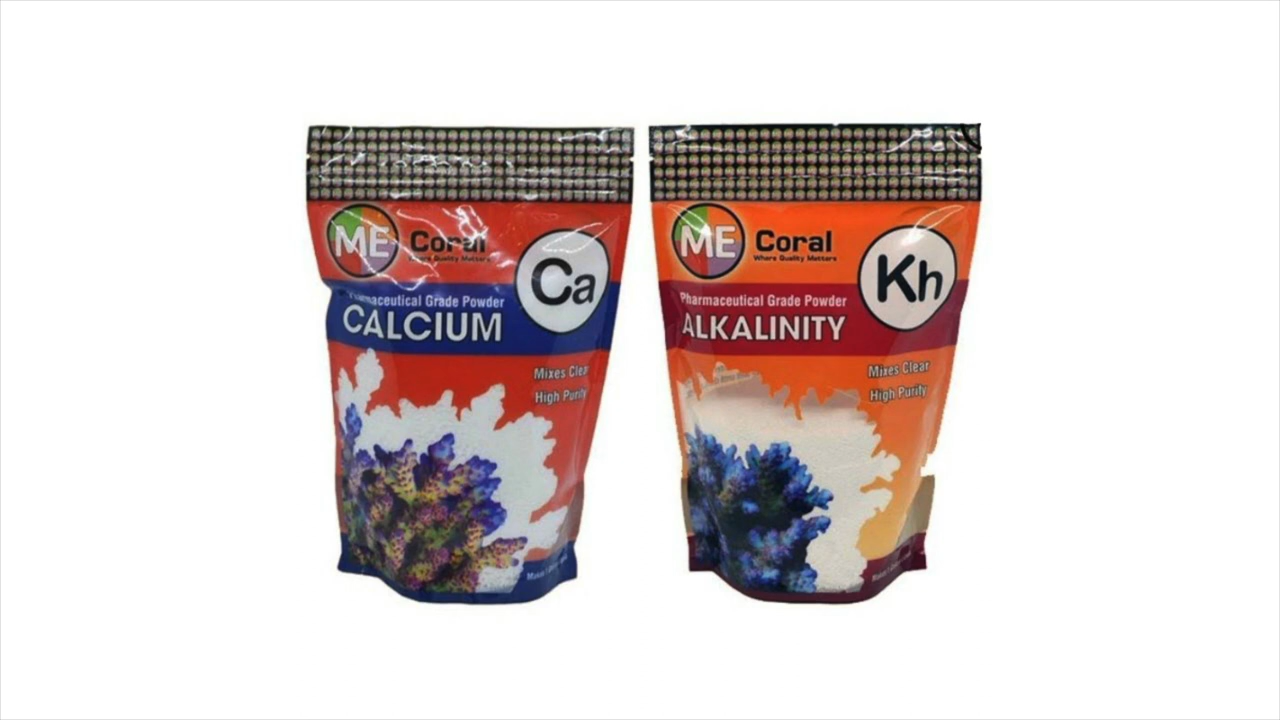 ME Coral
Where Quality Matters
Ca
Pharmaceutical Grade Powder
CALCIUM
Mixes Clear
High Purity
ME Coral
Where Quality Matters
Kh
Pharmaceutical Grade Powder
ALKALINITY
Mixes Clear
High Purity